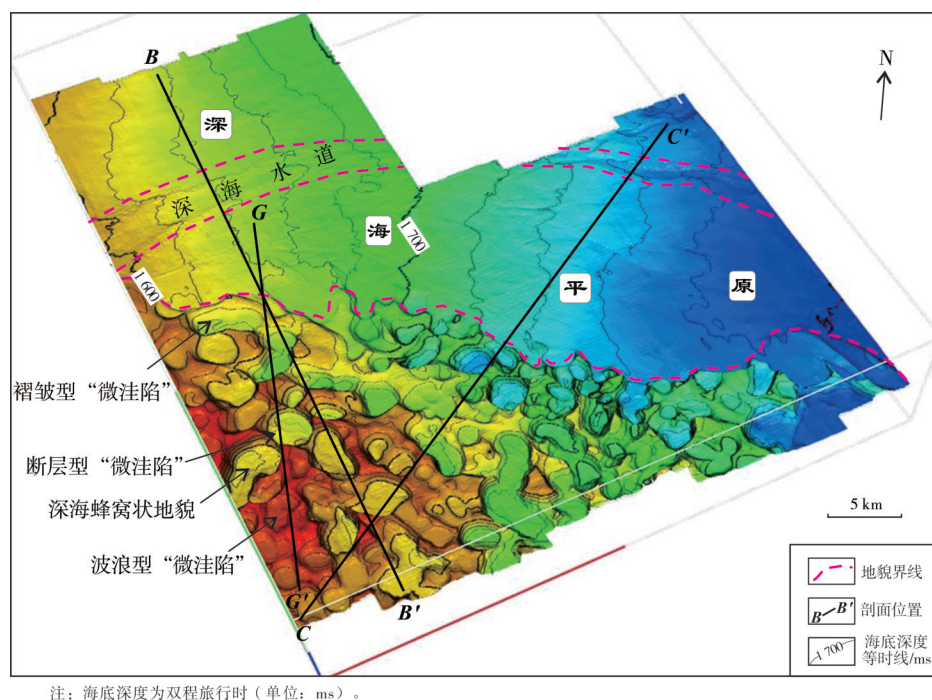 B
N
深
C'
深海水道
G
海
1 700
平
原
1 600
褶皱型“微洼陷”
断层型“微洼陷”
深海蜂窝状地貌
波浪型“微洼陷”
5 km
G'
C
B'
地貌界线
B B' 剖面位置
1 700 海底深度
等时线/ms
注：海底深度为双程旅行时（单位：ms）。